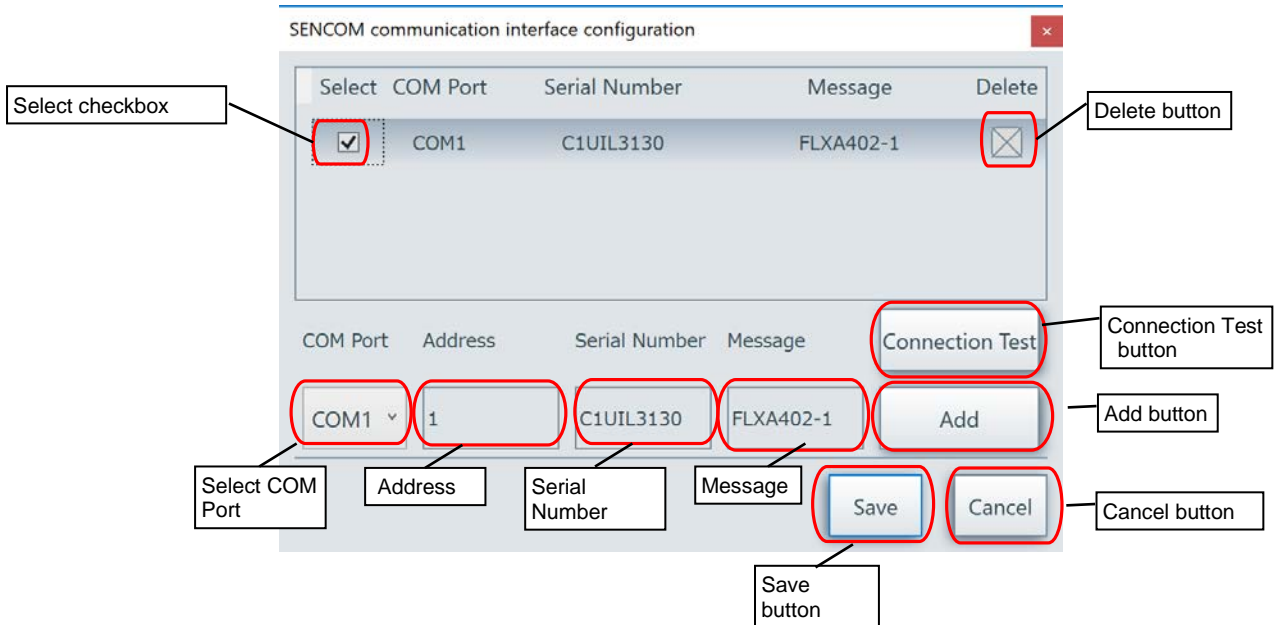 SENCOM communication interface configuration
×
Select COM Port Serial Number Message Delete
Select checkbox
Delete button
COM1 C1UIL3130 FLXA402-1
COM Port Address Serial Number Message Connection Test
Connection Test
button
COM1 1 C1UIL3130 FLXA402-1 Add
Add button
Select COM
Port
Address
Serial
Number
Message
Save Cancel
Cancel button
Save
button